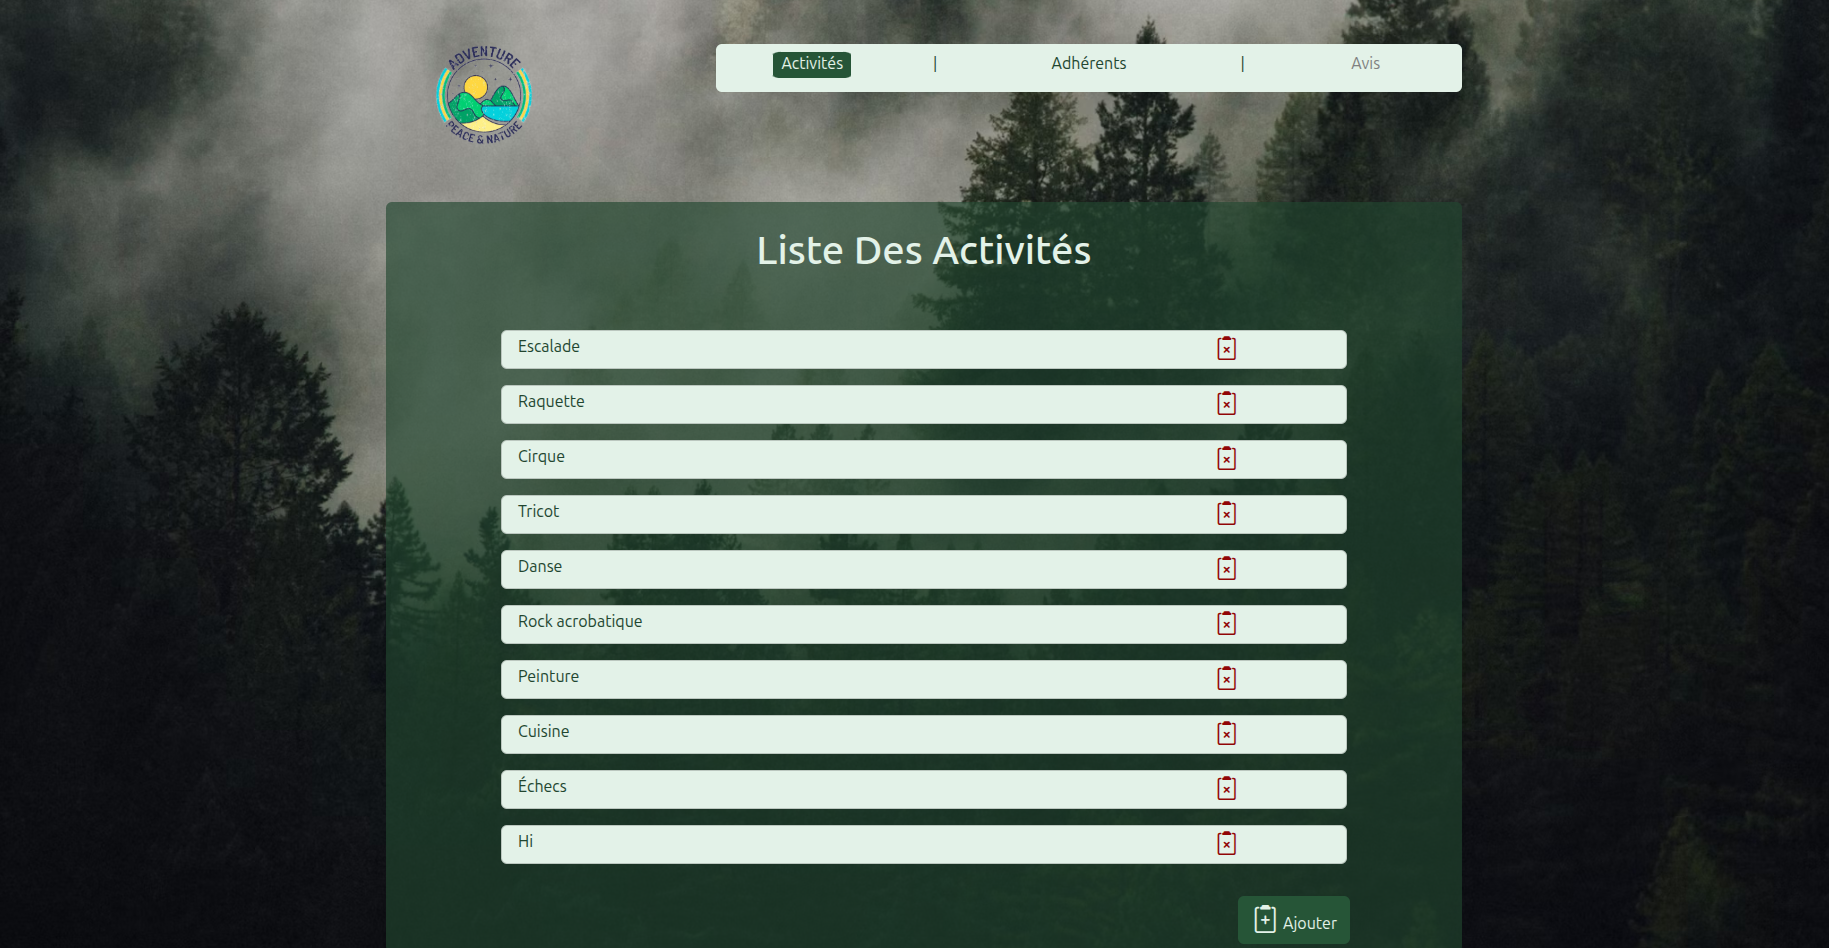 ADVENTURE
PEACE & NATURE
Activités | Adhérents | Avis
Liste Des Activités
Escalade
Raquette
Cirque
Tricot
Danse
Rock acrobatique
Peinture
Cuisine
Échecs
Hi
Ajouter